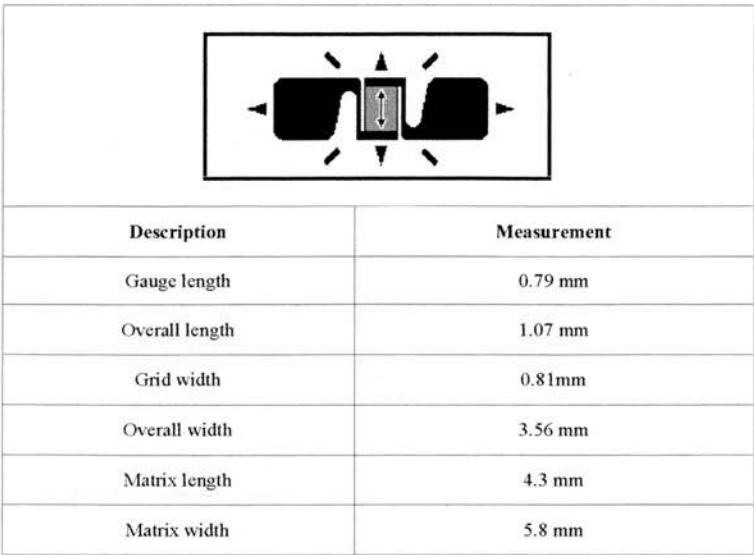 Description Measurement
Gauge length 0.79 mm
Overall length 1.07 mm
Grid width 0.81mm
Overall width 3.56 mm
Matrix length 4.3 mm
Matrix width 5.8 mm